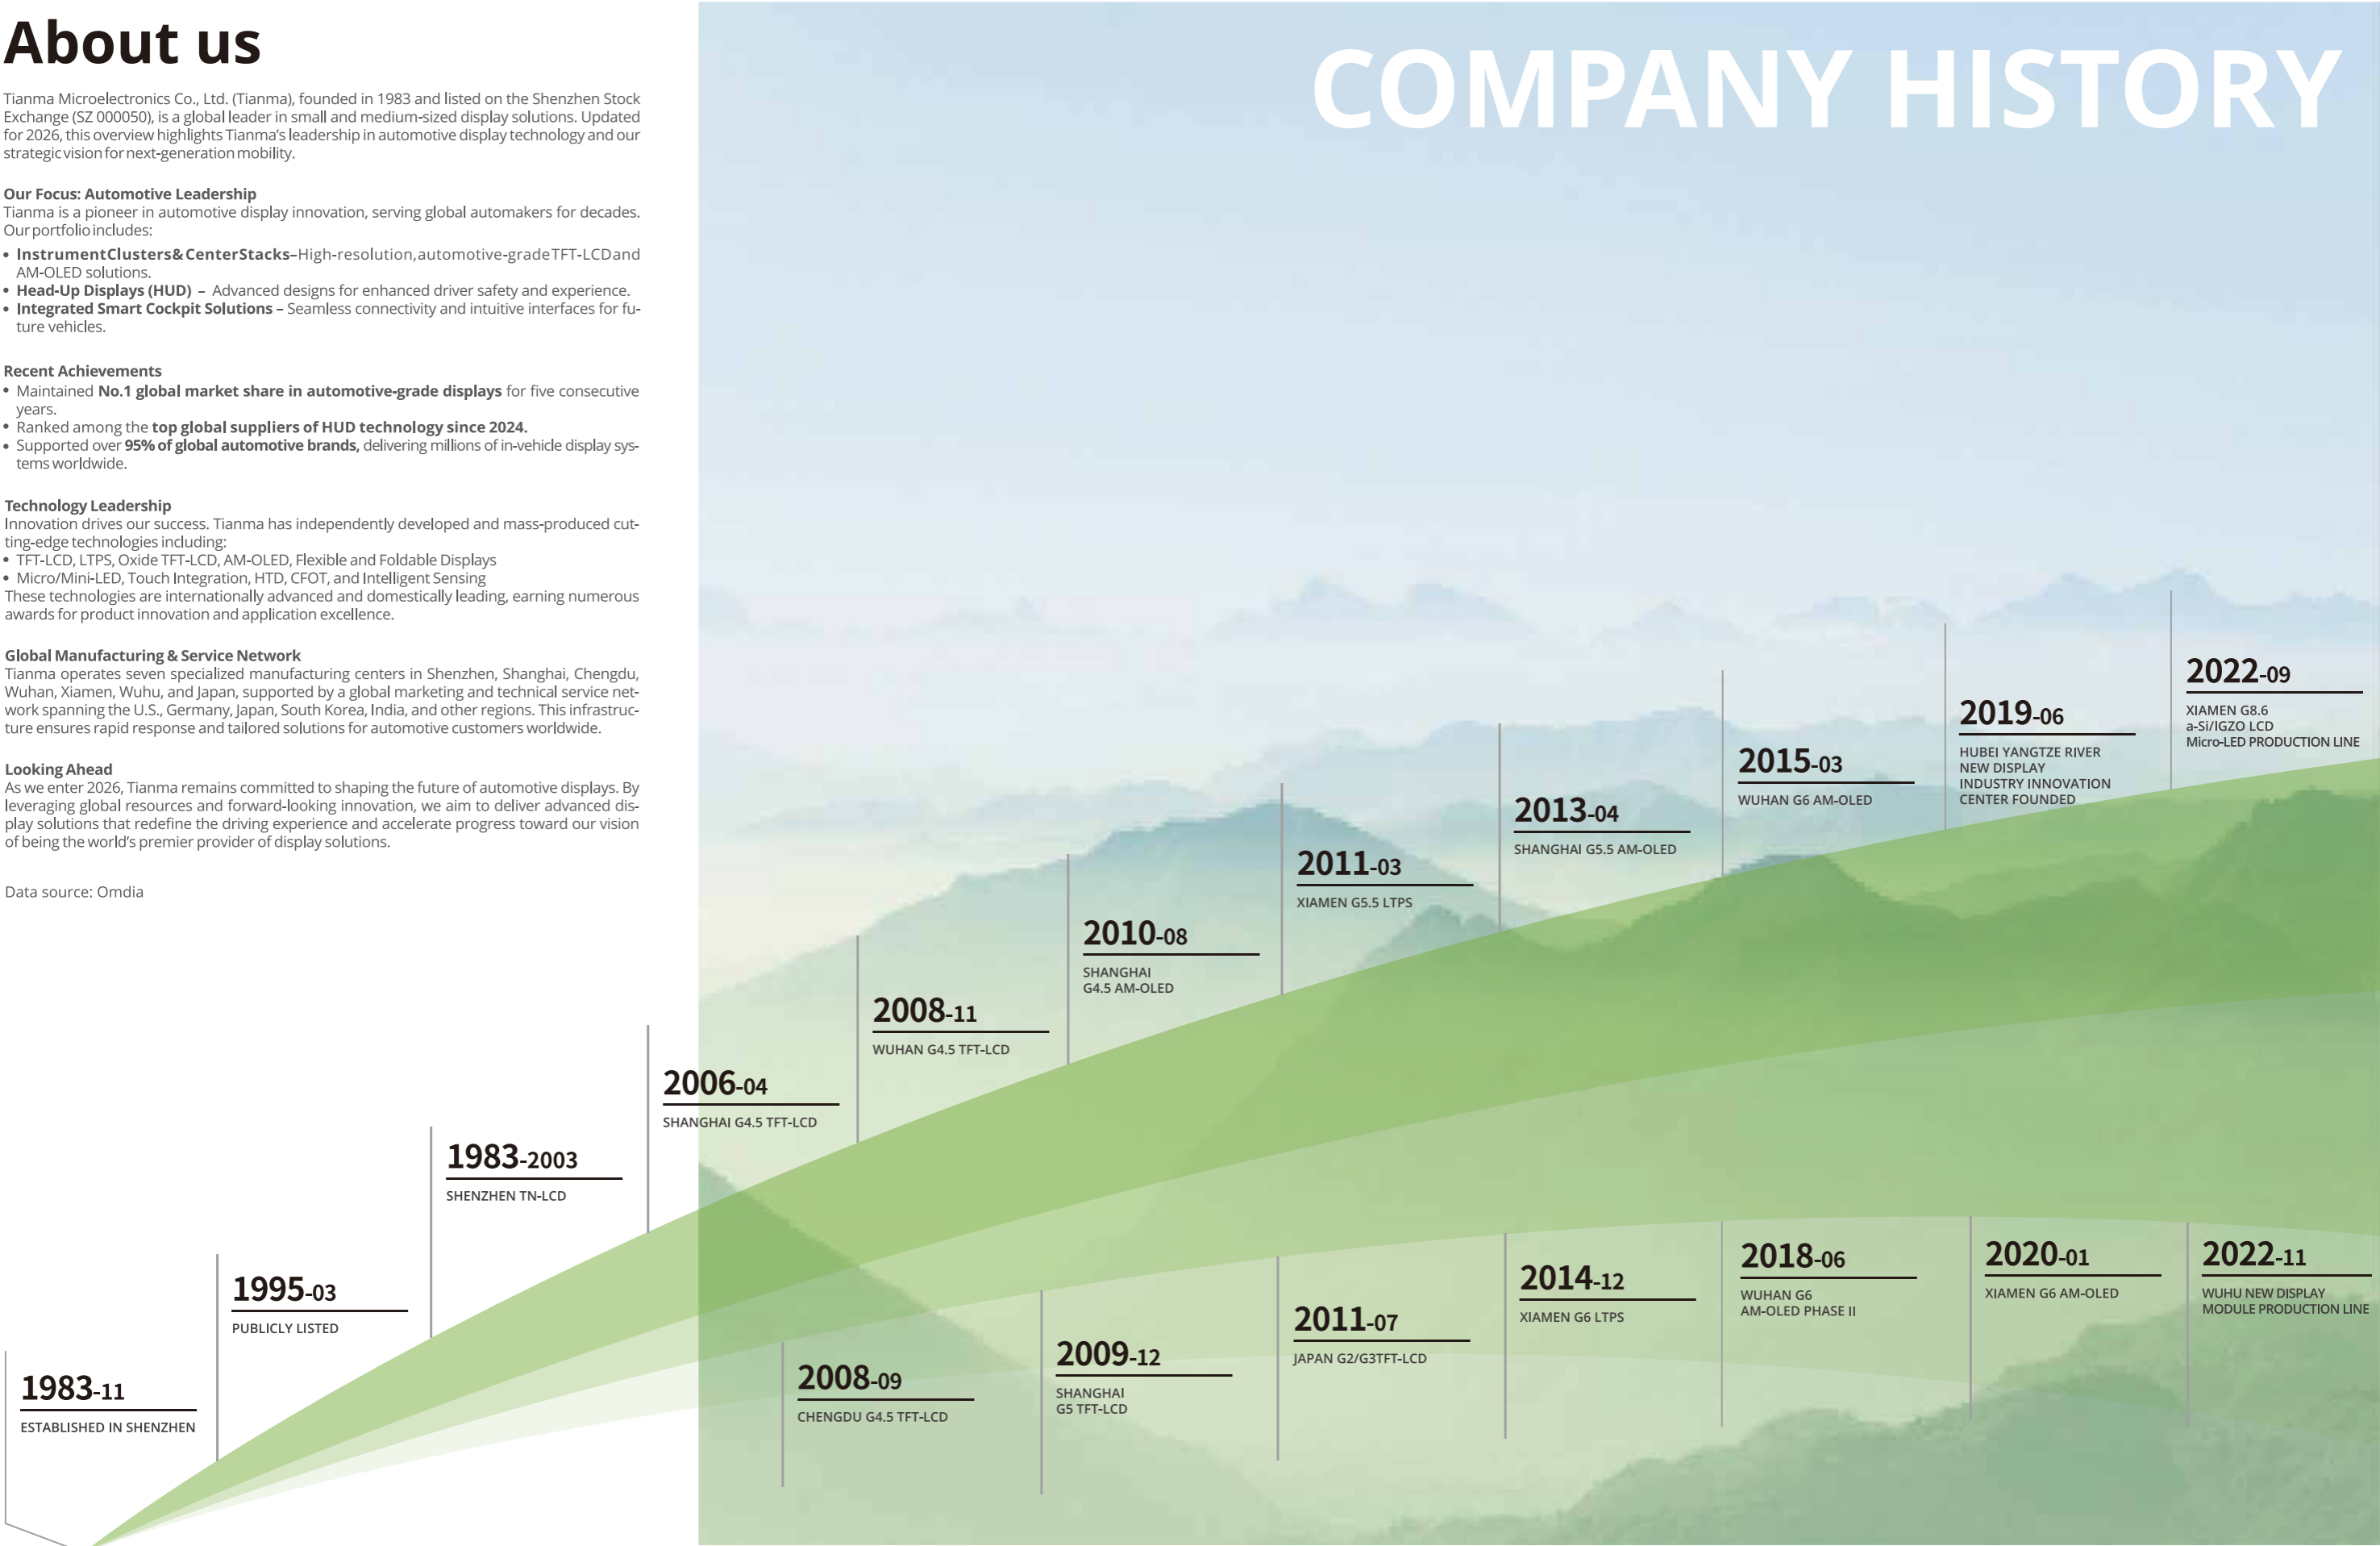 About us
Tianma Microelectronics Co., Ltd. (Tianma), founded in 1983 and listed on the Shenzhen Stock
Exchange (SZ 000050), is a global leader in small and medium-sized display solutions. Updated
for 2026, this overview highlights Tianma's leadership in automotive display technology and our
strategic vision for next-generation mobility.
Our Focus: Automotive Leadership
Tianma is a pioneer in automotive display innovation, serving global automakers for decades.
Our portfolio includes:
• Instrument Clusters & Center Stacks – High-resolution, automotive-grade TFT-LCD and
AM-OLED solutions.
• Head-Up Displays (HUD) – Advanced designs for enhanced driver safety and experience.
• Integrated Smart Cockpit Solutions – Seamless connectivity and intuitive interfaces for fu-
ture vehicles.
Recent Achievements
• Maintained No.1 global market share in automotive-grade displays for five consecutive
years.
• Ranked among the top global suppliers of HUD technology since 2024.
• Supported over 95% of global automotive brands, delivering millions of in-vehicle display sys-
tems worldwide.
Technology Leadership
Innovation drives our success. Tianma has independently developed and mass-produced cut-
ting-edge technologies including:
• TFT-LCD, LTPS, Oxide TFT-LCD, AM-OLED, Flexible and Foldable Displays
• Micro/Mini-LED, Touch Integration, HTD, CFOT, and Intelligent Sensing
These technologies are internationally advanced and domestically leading, earning numerous
awards for product innovation and application excellence.
Global Manufacturing & Service Network
Tianma operates seven specialized manufacturing centers in Shenzhen, Shanghai, Chengdu,
Wuhan, Xiamen, Wuhu, and Japan, supported by a global marketing and technical service net-
work spanning the U.S., Germany, Japan, South Korea, India, and other regions. This infrastruc-
ture ensures rapid response and tailored solutions for automotive customers worldwide.
Looking Ahead
As we enter 2026, Tianma remains committed to shaping the future of automotive displays. By
leveraging global resources and forward-looking innovation, we aim to deliver advanced dis-
play solutions that redefine the driving experience and accelerate progress toward our vision
of being the world's premier provider of display solutions.
Data source: Omdia
COMPANY HISTORY
1983-11
ESTABLISHED IN SHENZHEN
1995-03
PUBLICLY LISTED
1983-2003
SHENZHEN TN-LCD
2006-04
SHANGHAI G4.5 TFT-LCD
2008-11
WUHAN G4.5 TFT-LCD
2010-08
SHANGHAI
G4.5 AM-OLED
2011-03
XIAMEN G5.5 LTPS
2013-04
SHANGHAI G5.5 AM-OLED
2015-03
WUHAN G6 AM-OLED
2019-06
HUBEI YANGTZE RIVER
NEW DISPLAY
INDUSTRY INNOVATION
CENTER FOUNDED
2022-09
XIAMEN G8.6
a-Si/IGZO LCD
Micro-LED PRODUCTION LINE
2008-09
CHENGDU G4.5 TFT-LCD
2009-12
SHANGHAI
G5 TFT-LCD
2011-07
JAPAN G2/G3TFT-LCD
2014-12
XIAMEN G6 LTPS
2018-06
WUHAN G6
AM-OLED PHASE II
2020-01
XIAMEN G6 AM-OLED
2022-11
WUHU NEW DISPLAY
MODULE PRODUCTION LINE